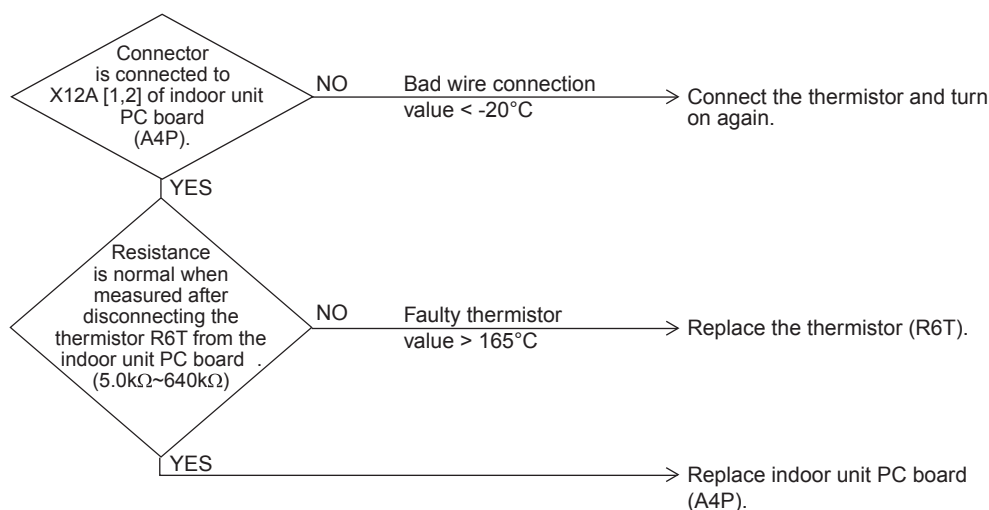 Connector
is connected to
X12A [1,2] of indoor unit
PC board
(A4P).
NO
Bad wire connection
value < -20°C
Connect the thermistor and turn
on again.
YES
Resistance
is normal when
measured after
disconnecting the
thermistor R6T from the
indoor unit PC board .
(5.0kΩ~640kΩ)
NO
Faulty thermistor
value > 165°C
Replace the thermistor (R6T).
YES
Replace indoor unit PC board
(A4P).